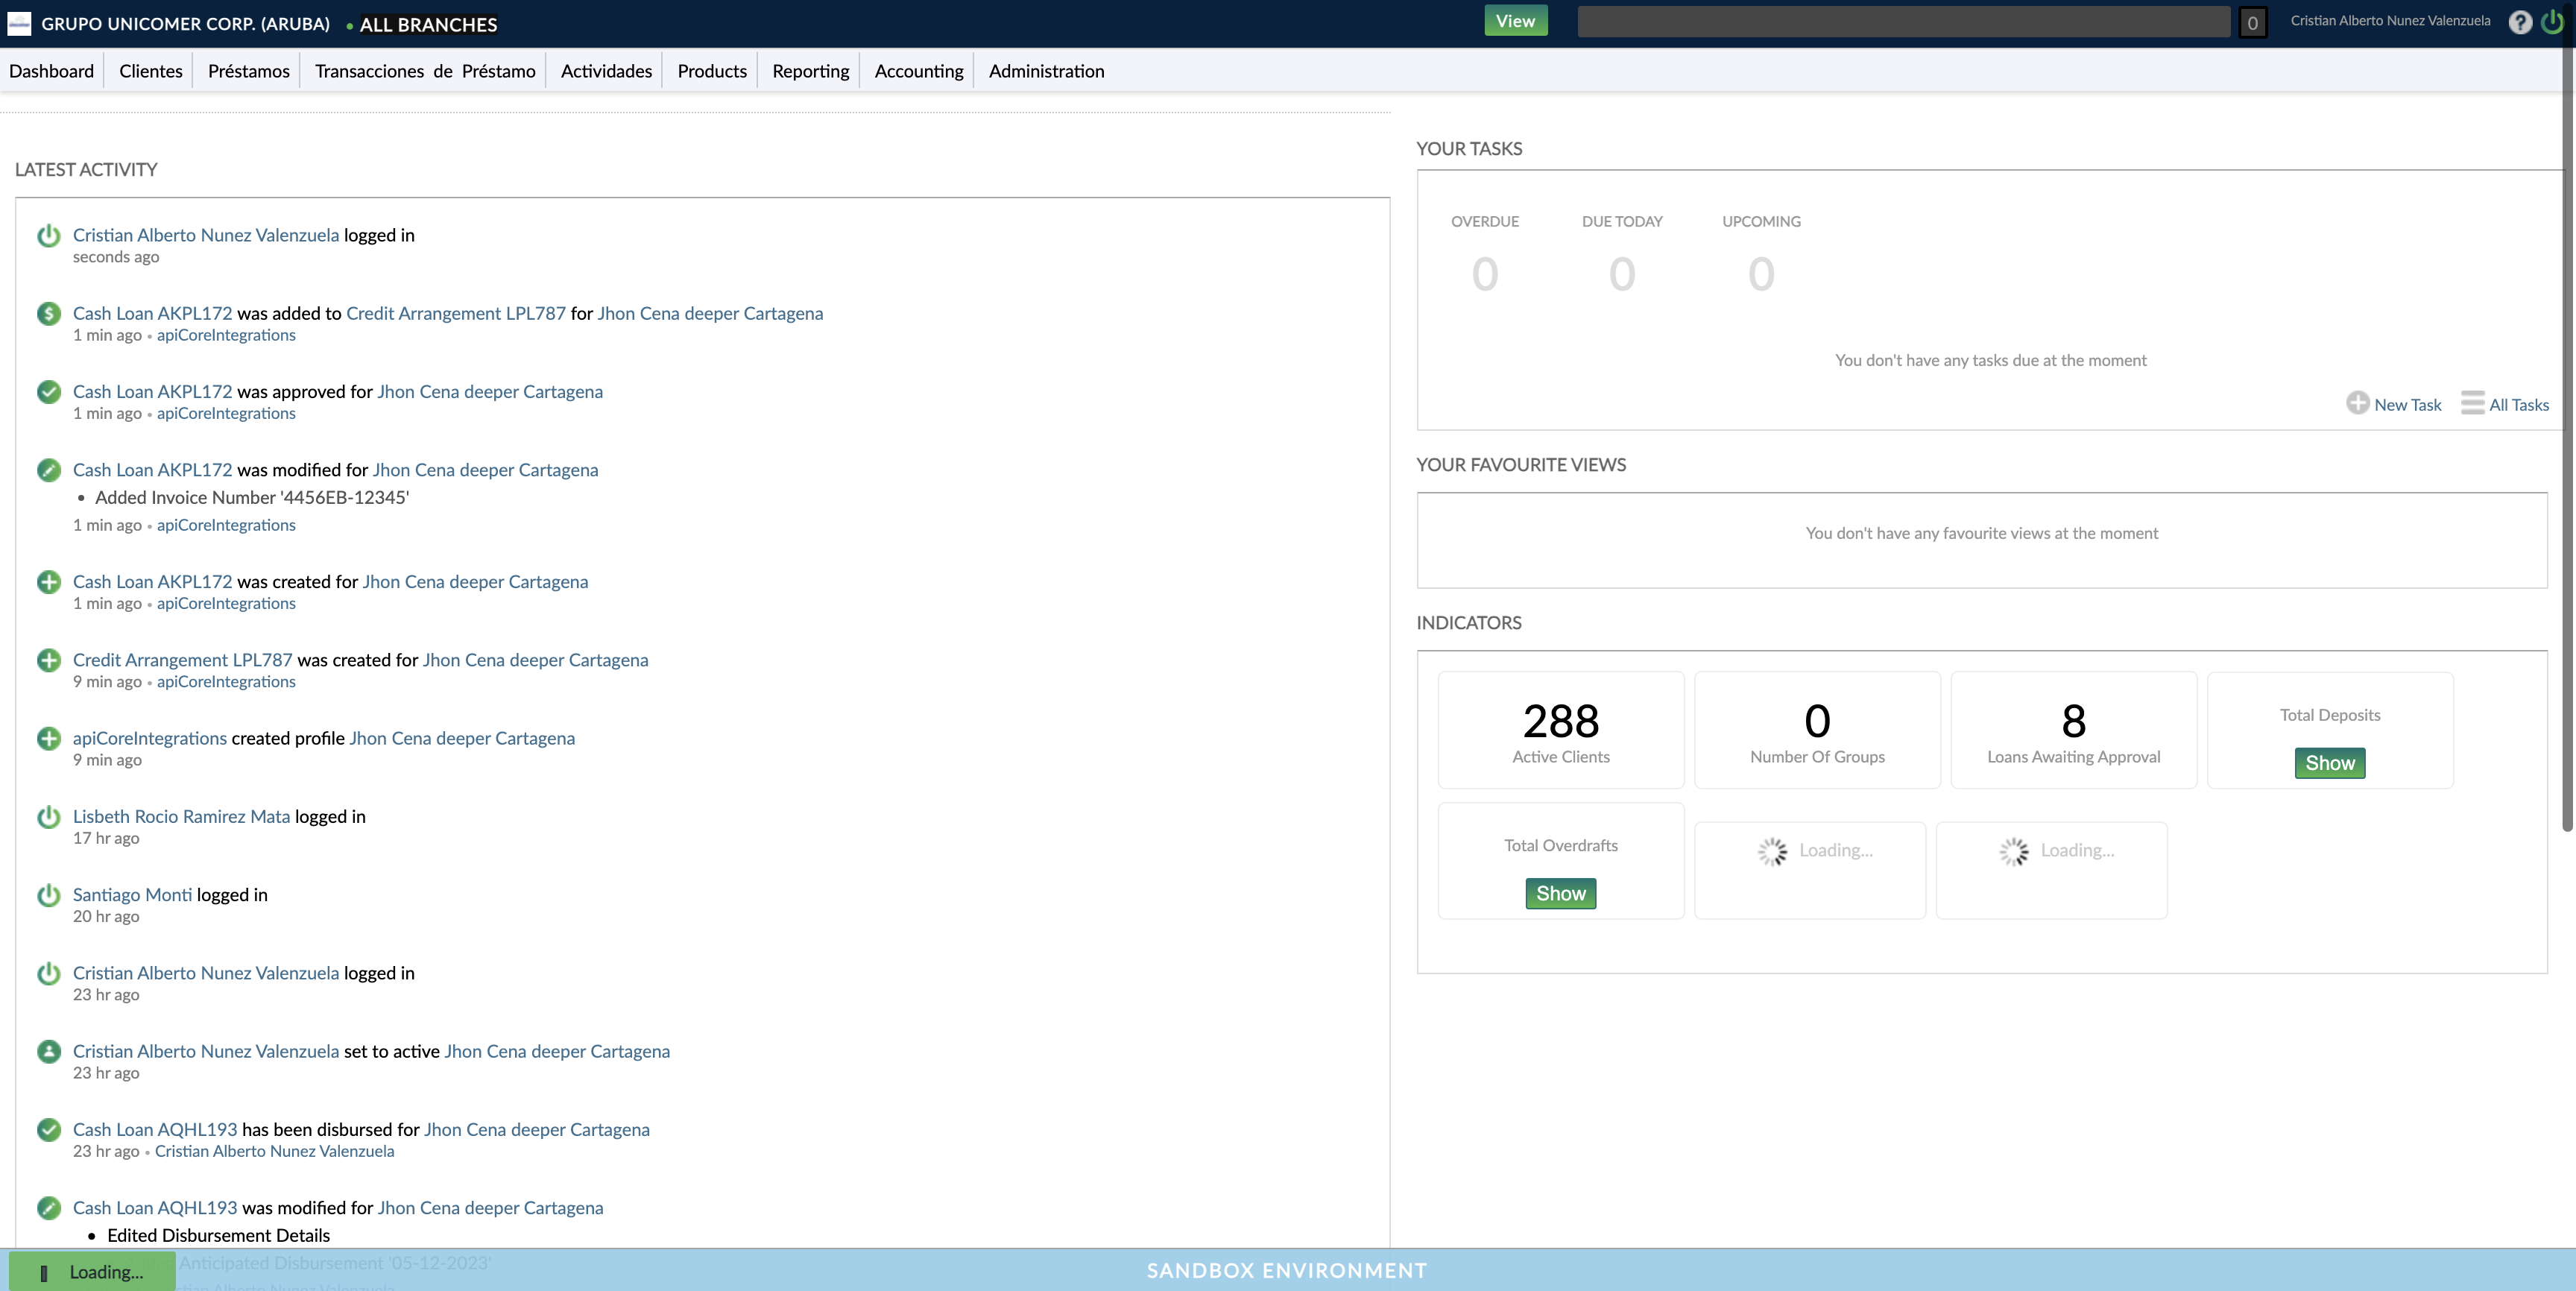 GRUPO UNICOMER CORP. (ARUBA) • ALL BRANCHES
View
0
Cristian Alberto Nunez Valenzuela
?
Dashboard Clientes Préstamos Transacciones de Préstamo Actividades Products Reporting Accounting Administration
LATEST ACTIVITY
Cristian Alberto Nunez Valenzuela logged in
seconds ago
Cash Loan AKPL172 was added to Credit Arrangement LPL787 for Jhon Cena deeper Cartagena
1 min ago • apiCoreIntegrations
Cash Loan AKPL172 was approved for Jhon Cena deeper Cartagena
1 min ago • apiCoreIntegrations
Cash Loan AKPL172 was modified for Jhon Cena deeper Cartagena
• Added Invoice Number '4456EB-12345'
1 min ago • apiCoreIntegrations
Cash Loan AKPL172 was created for Jhon Cena deeper Cartagena
1 min ago • apiCoreIntegrations
Credit Arrangement LPL787 was created for Jhon Cena deeper Cartagena
9 min ago • apiCoreIntegrations
apiCoreIntegrations created profile Jhon Cena deeper Cartagena
9 min ago
Lisbeth Rocio Ramirez Mata logged in
17 hr ago
Santiago Monti logged in
20 hr ago
Cristian Alberto Nunez Valenzuela logged in
23 hr ago
Cristian Alberto Nunez Valenzuela set to active Jhon Cena deeper Cartagena
23 hr ago
Cash Loan AQHL193 has been disbursed for Jhon Cena deeper Cartagena
23 hr ago • Cristian Alberto Nunez Valenzuela
Cash Loan AQHL193 was modified for Jhon Cena deeper Cartagena
• Edited Disbursement Details
Anticipated Disbursement '05-12-2023'
YOUR TASKS
OVERDUE DUE TODAY UPCOMING
0 0 0
You don't have any tasks due at the moment
New Task All Tasks
YOUR FAVOURITE VIEWS
You don't have any favourite views at the moment
INDICATORS
288
Active Clients
0
Number Of Groups
8
Loans Awaiting Approval
Total Deposits
Show
Total Overdrafts
Show
Loading...
Loading...
Loading...
SANDBOX ENVIRONMENT